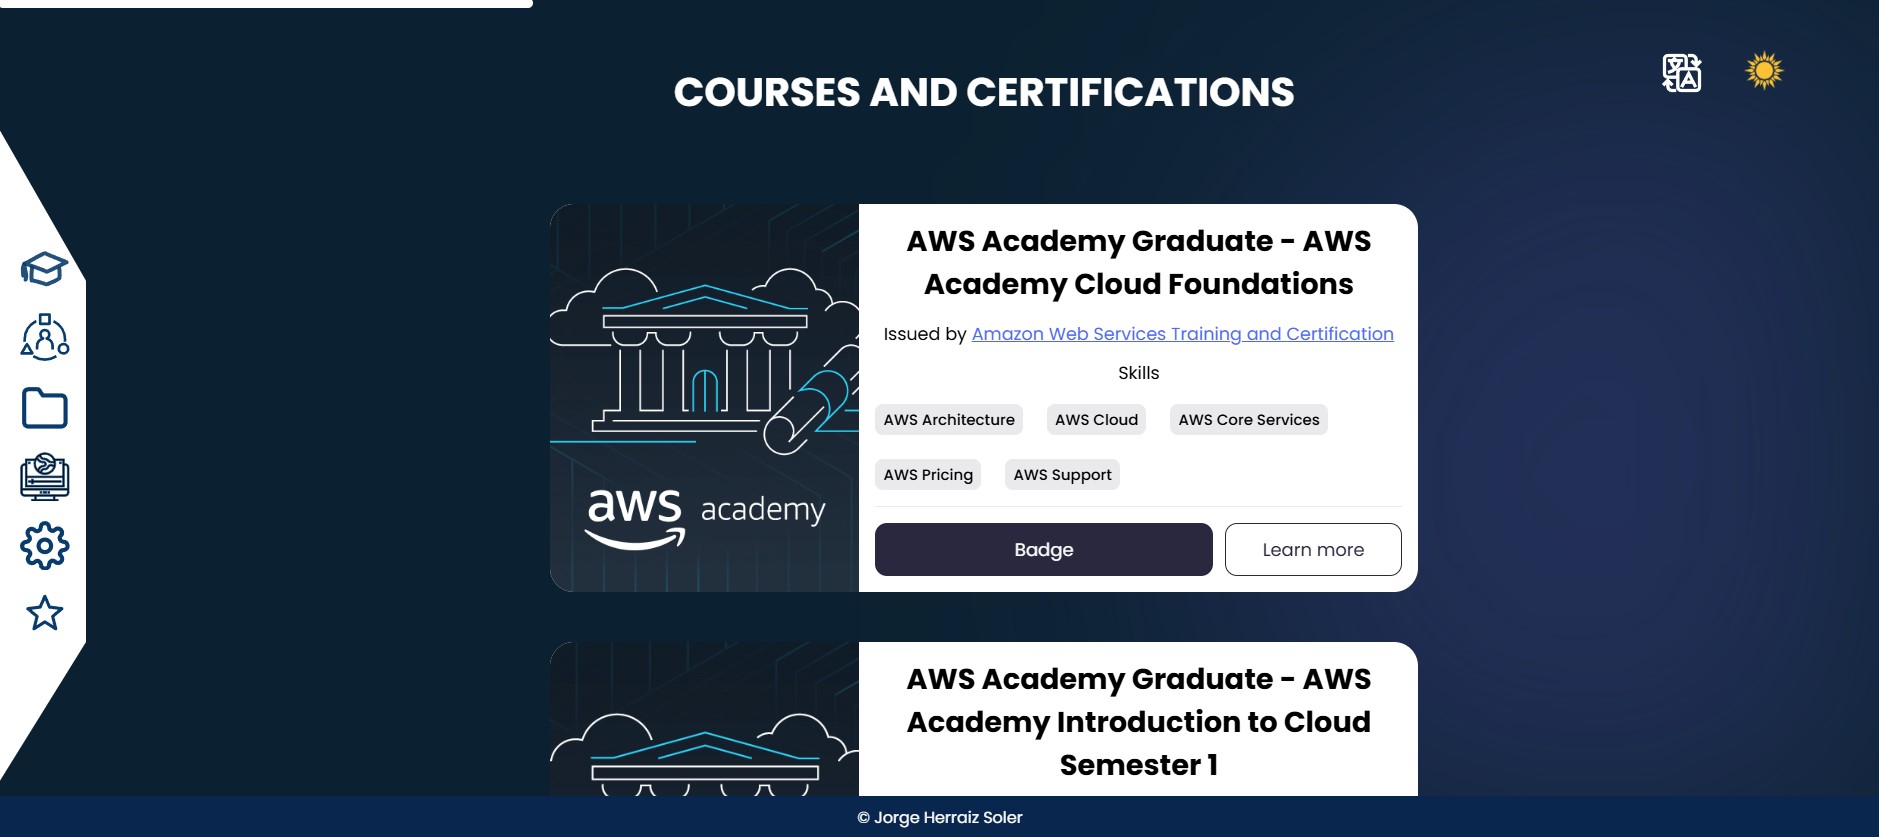 COURSES AND CERTIFICATIONS
aws academy
AWS Academy Graduate - AWS
Academy Cloud Foundations
Issued by Amazon Web Services Training and Certification
Skills
AWS Architecture
AWS Cloud
AWS Core Services
AWS Pricing
AWS Support
Badge
Learn more
AWS Academy Graduate - AWS
Academy Introduction to Cloud
Semester 1
© Jorge Herraiz Soler